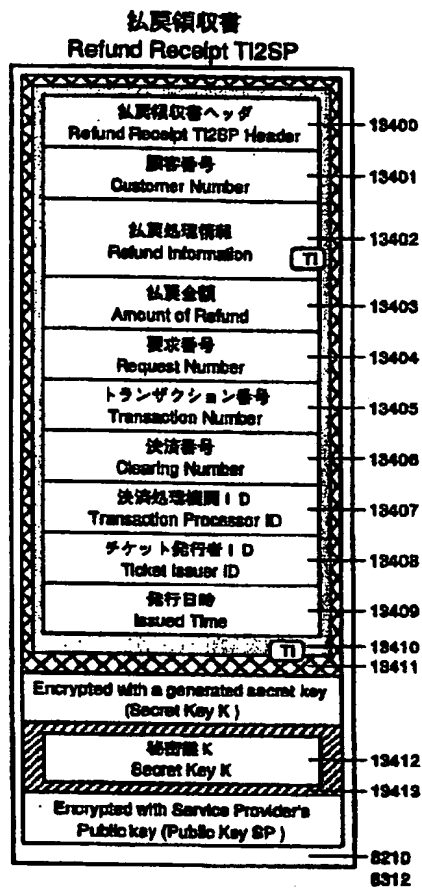 払戻領収書
Refund Receipt TI2SP
払戻領収書ヘッダ
Refund Receipt TI2SP Header
13400
顧客番号
Customer Number
13401
払戻処理情報
Refund Information
13402
TI
払戻金額
Amount of Refund
13403
要求番号
Request Number
13404
トランザクション番号
Transaction Number
13405
決済番号
Clearing Number
13406
決済処理機関ID
Transaction Processor ID
13407
チケット発行者ID
Ticket Issuer ID
13408
発行日時
Issued Time
13409
TI
13410
13411
Encrypted with a generated secret key
(Secret Key K )
秘密鍵 K
Secret Key K
13412
13413
Encrypted with Service Provider's
Public key (Public Key SP )
8210
8312